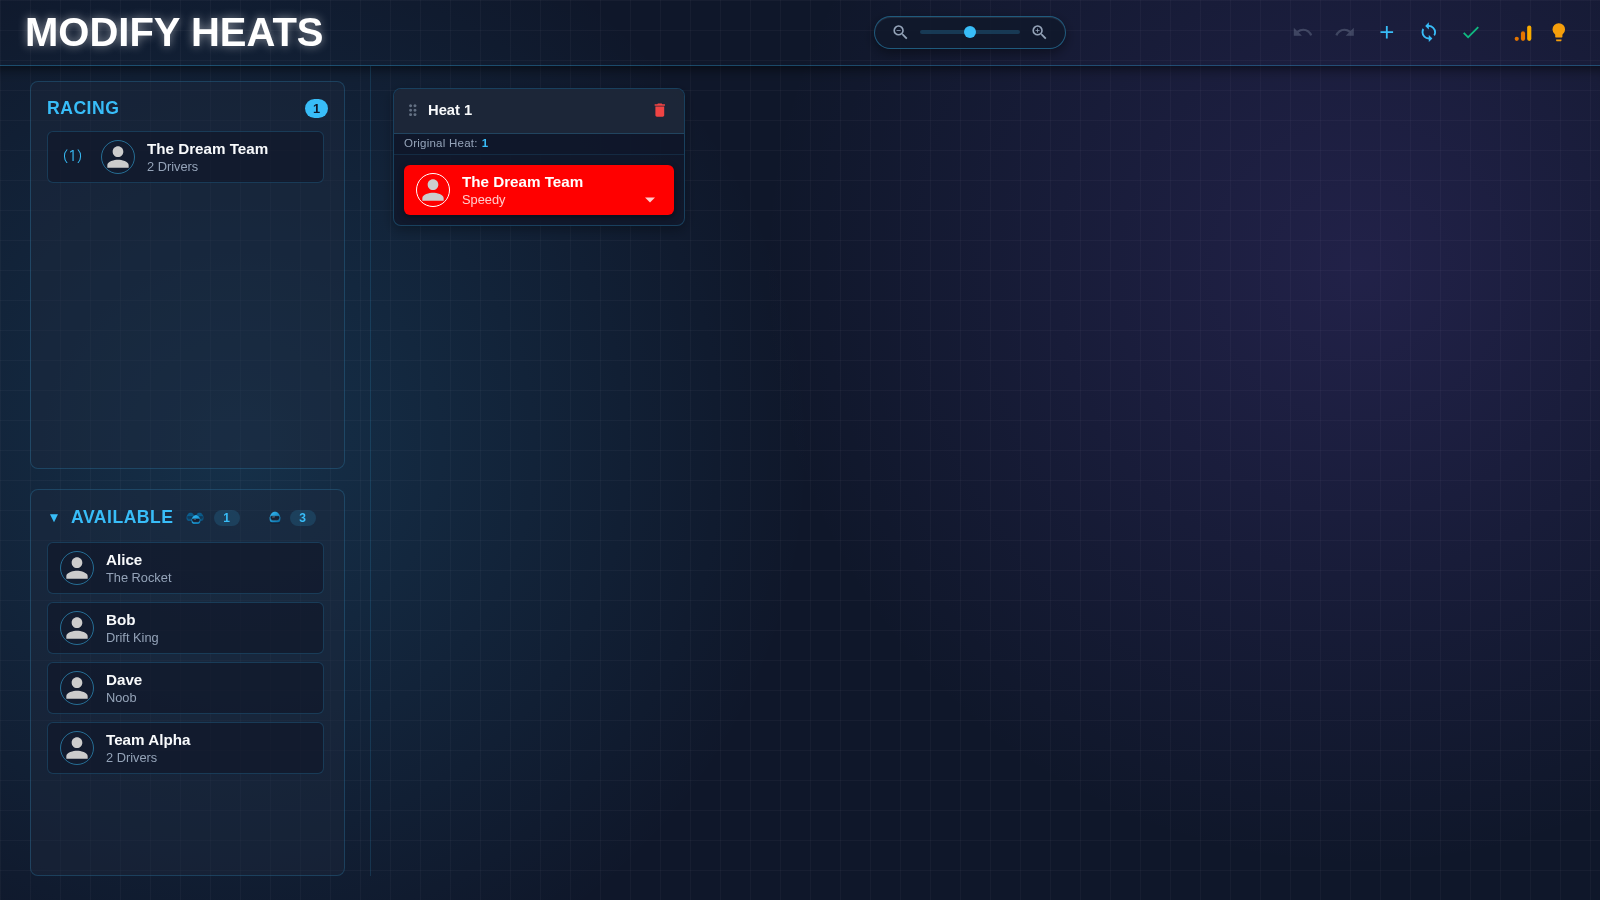 MODIFY HEATS
RACING
1
(1)
The Dream Team
2 Drivers
Heat 1
Original Heat: 1
The Dream Team
Speedy
▼ AVAILABLE 1 3
Alice
The Rocket
Bob
Drift King
Dave
Noob
Team Alpha
2 Drivers